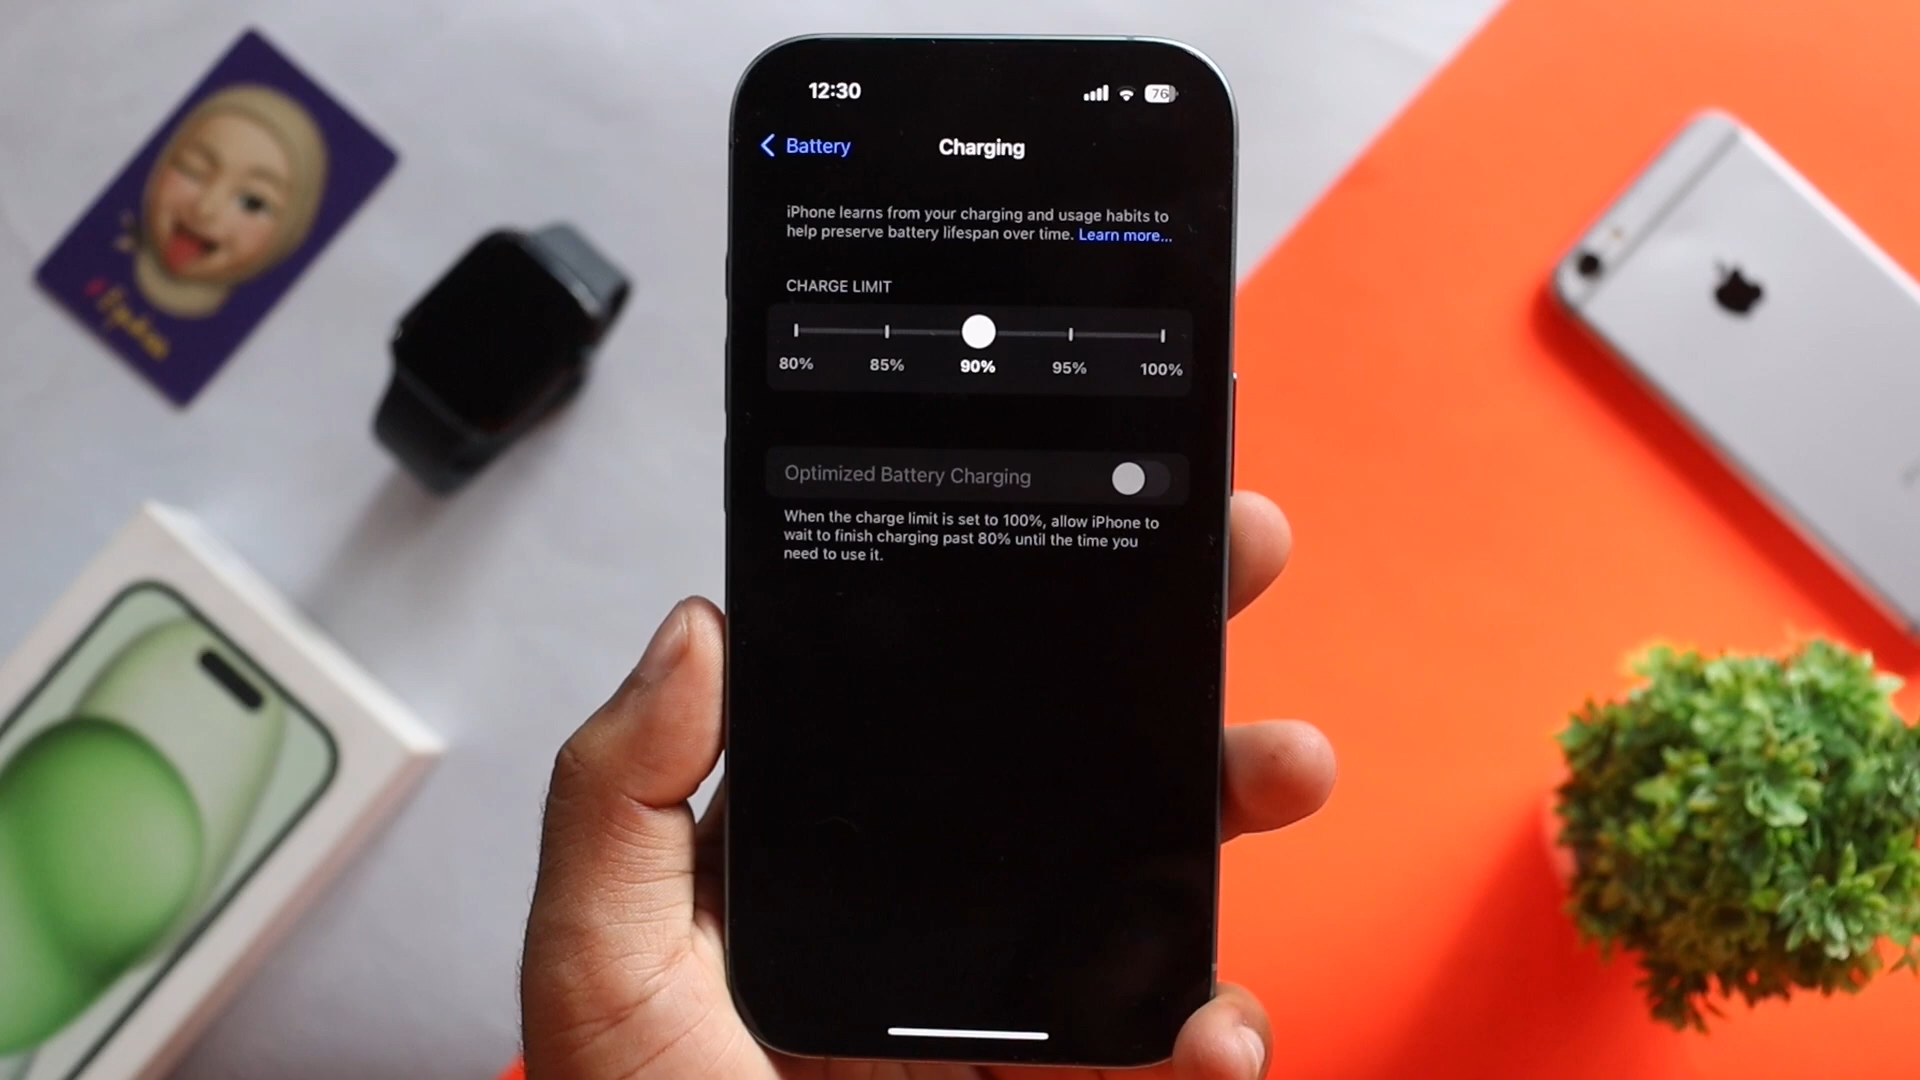 12:30
76
Battery
Charging
iPhone learns from your charging and usage habits to
help preserve battery lifespan over time. Learn more...
CHARGE LIMIT
80% 85% 90% 95% 100%
Optimized Battery Charging
When the charge limit is set to 100%, allow iPhone to
wait to finish charging past 80% until the time you
need to use it.